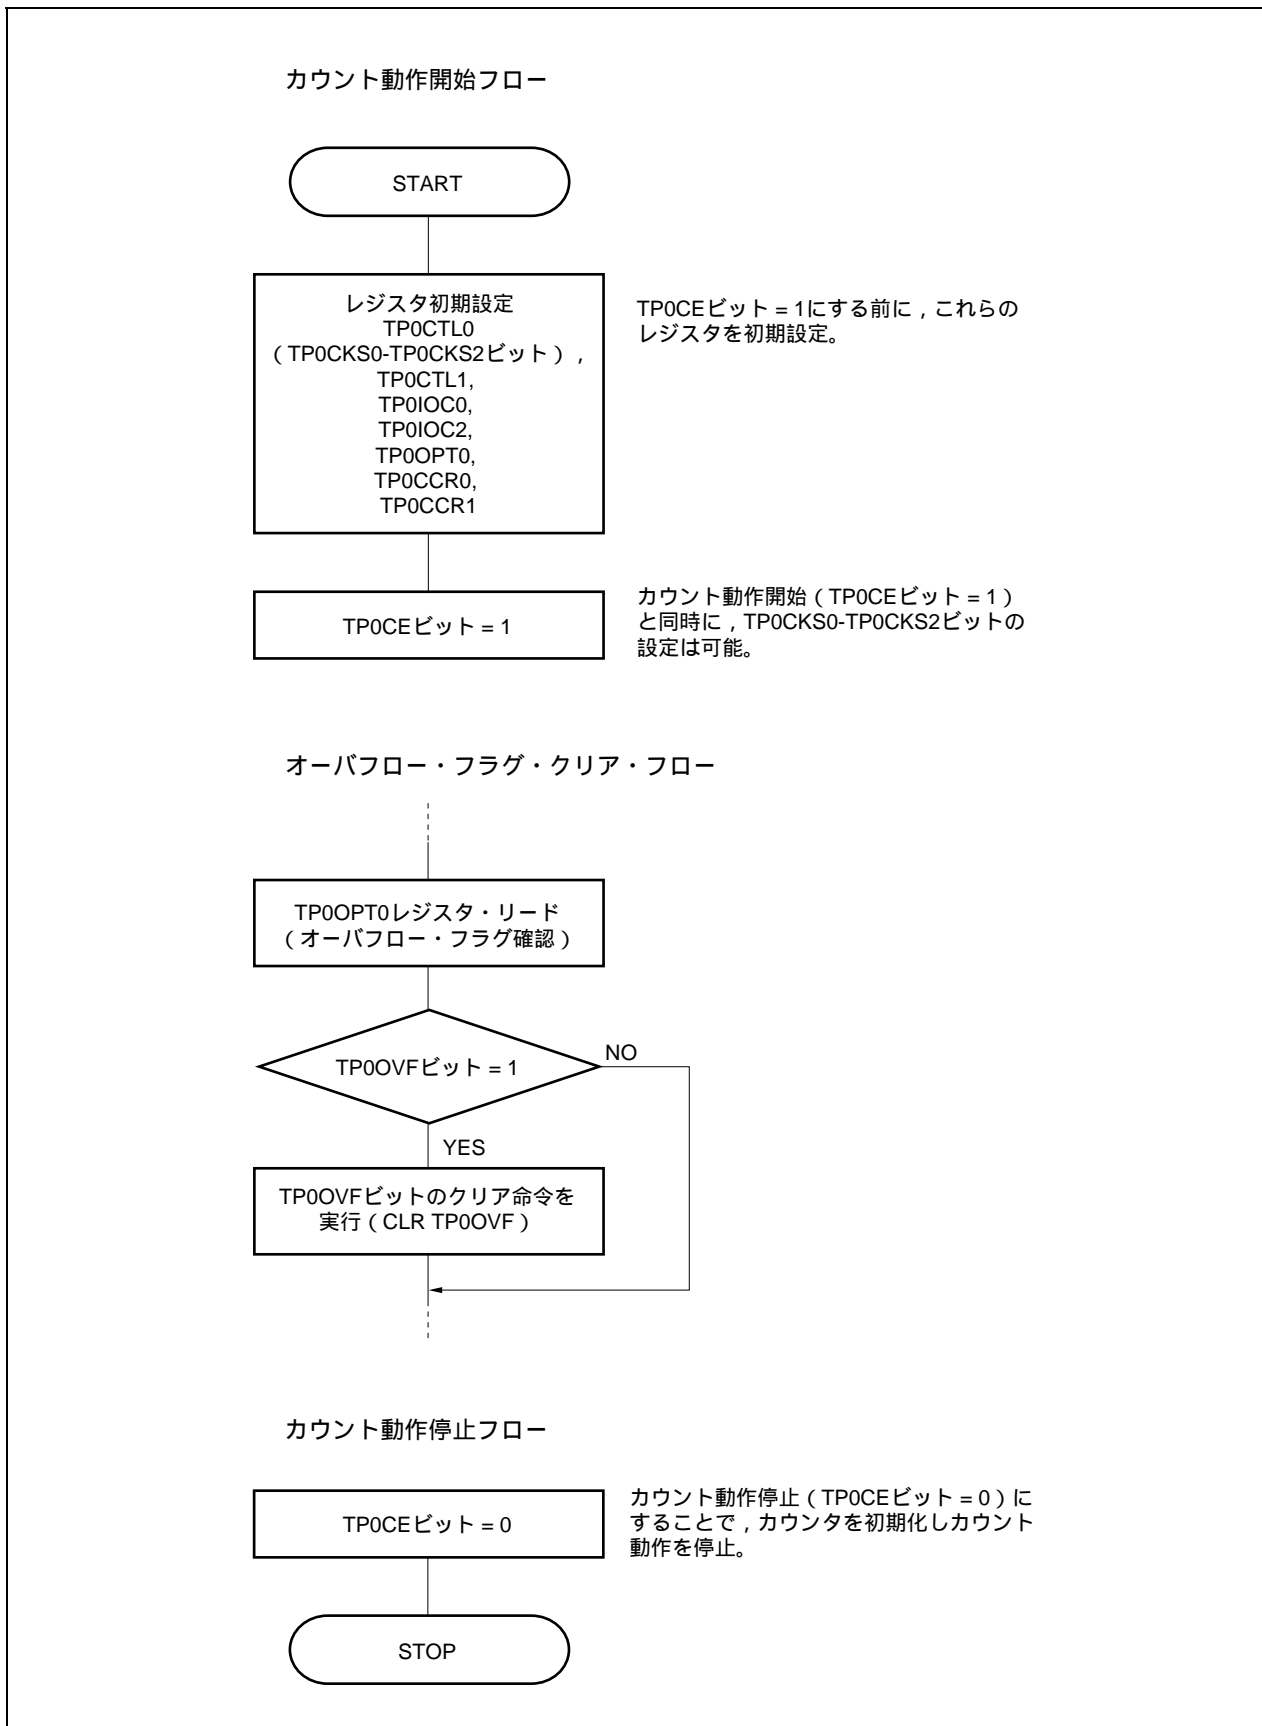 カウント動作開始フロー
START
レジスタ初期設定
TP0CTL0
（TP0CKS0-TP0CKS2ビット），
TP0CTL1,
TP0IOC0,
TP0IOC2,
TP0OPT0,
TP0CCR0,
TP0CCR1
TP0CEビット = 1にする前に，これらの
レジスタを初期設定。
TP0CEビット = 1
カウント動作開始（TP0CEビット = 1）
と同時に，TP0CKS0-TP0CKS2ビットの
設定は可能。
オーバフロー・フラグ・クリア・フロー
TP0OPT0レジスタ・リード
（オーバフロー・フラグ確認）
TP0OVFビット = 1
NO
YES
TP0OVFビットのクリア命令を
実行（CLR TP0OVF）
カウント動作停止フロー
TP0CEビット = 0
カウント動作停止（TP0CEビット = 0）に
することで，カウンタを初期化しカウント
動作を停止。
STOP